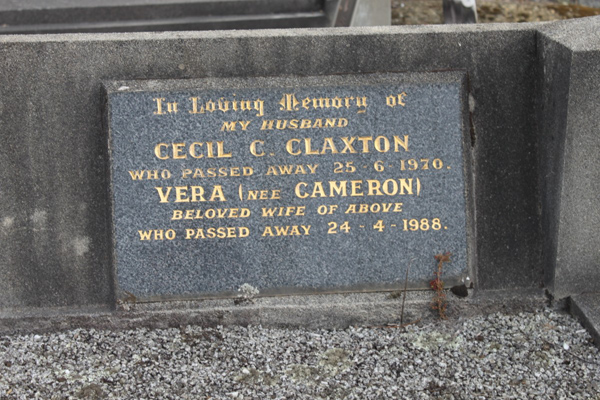 In Loving Memory of
MY HUSBAND
CECIL C. CLAXTON
WHO PASSED AWAY 25-6-1970.
VERA (NEE CAMERON)
BELOVED WIFE OF ABOVE
WHO PASSED AWAY 24-4-1988.